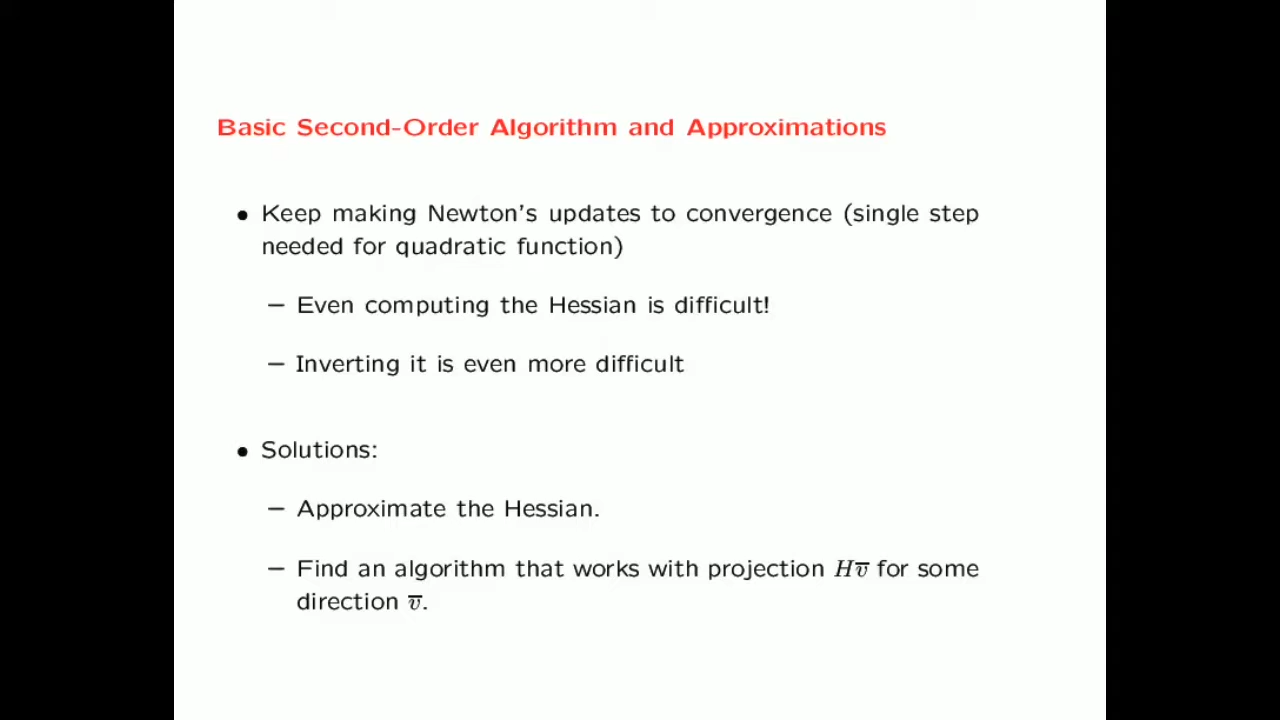 Basic Second-Order Algorithm and Approximations
• Keep making Newton's updates to convergence (single step
needed for quadratic function)
– Even computing the Hessian is difficult!
– Inverting it is even more difficult
• Solutions:
– Approximate the Hessian.
– Find an algorithm that works with projection Hv̅ for some
direction v̅.